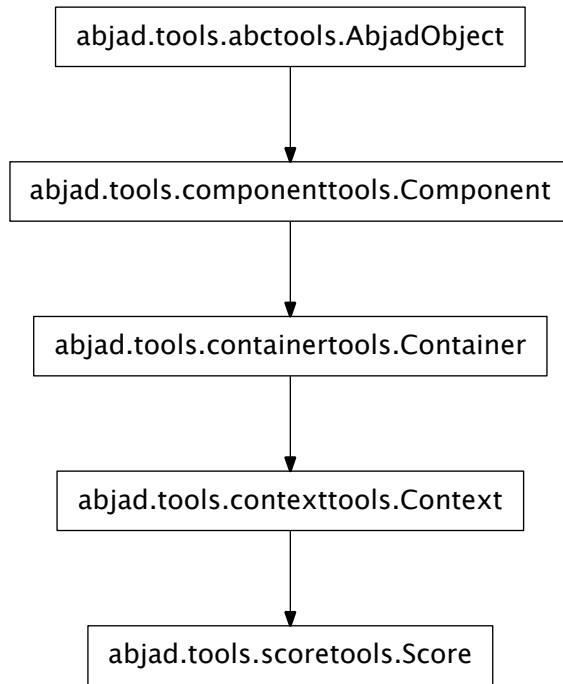 abjad.tools.abctools.AbjadObject
abjad.tools.componenttools.Component
abjad.tools.containertools.Container
abjad.tools.contexttools.Context
abjad.tools.scoretools.Score